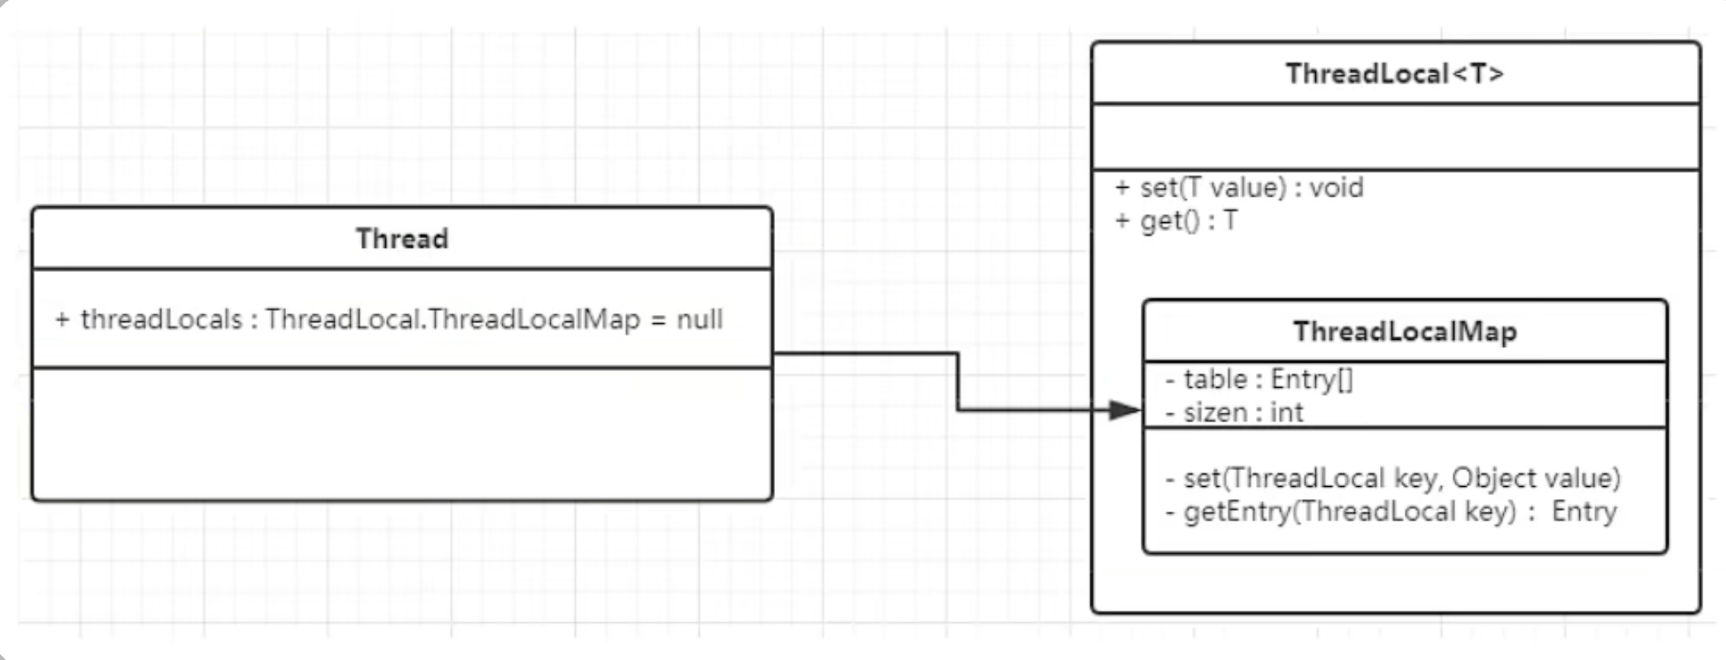 Thread
+ threadLocals : ThreadLocal.ThreadLocalMap = null
ThreadLocal<T>
+ set(T value) : void
+ get() : T
ThreadLocalMap
- table : Entry[]
- sizen : int
- set(ThreadLocal key, Object value)
- getEntry(ThreadLocal key) : Entry